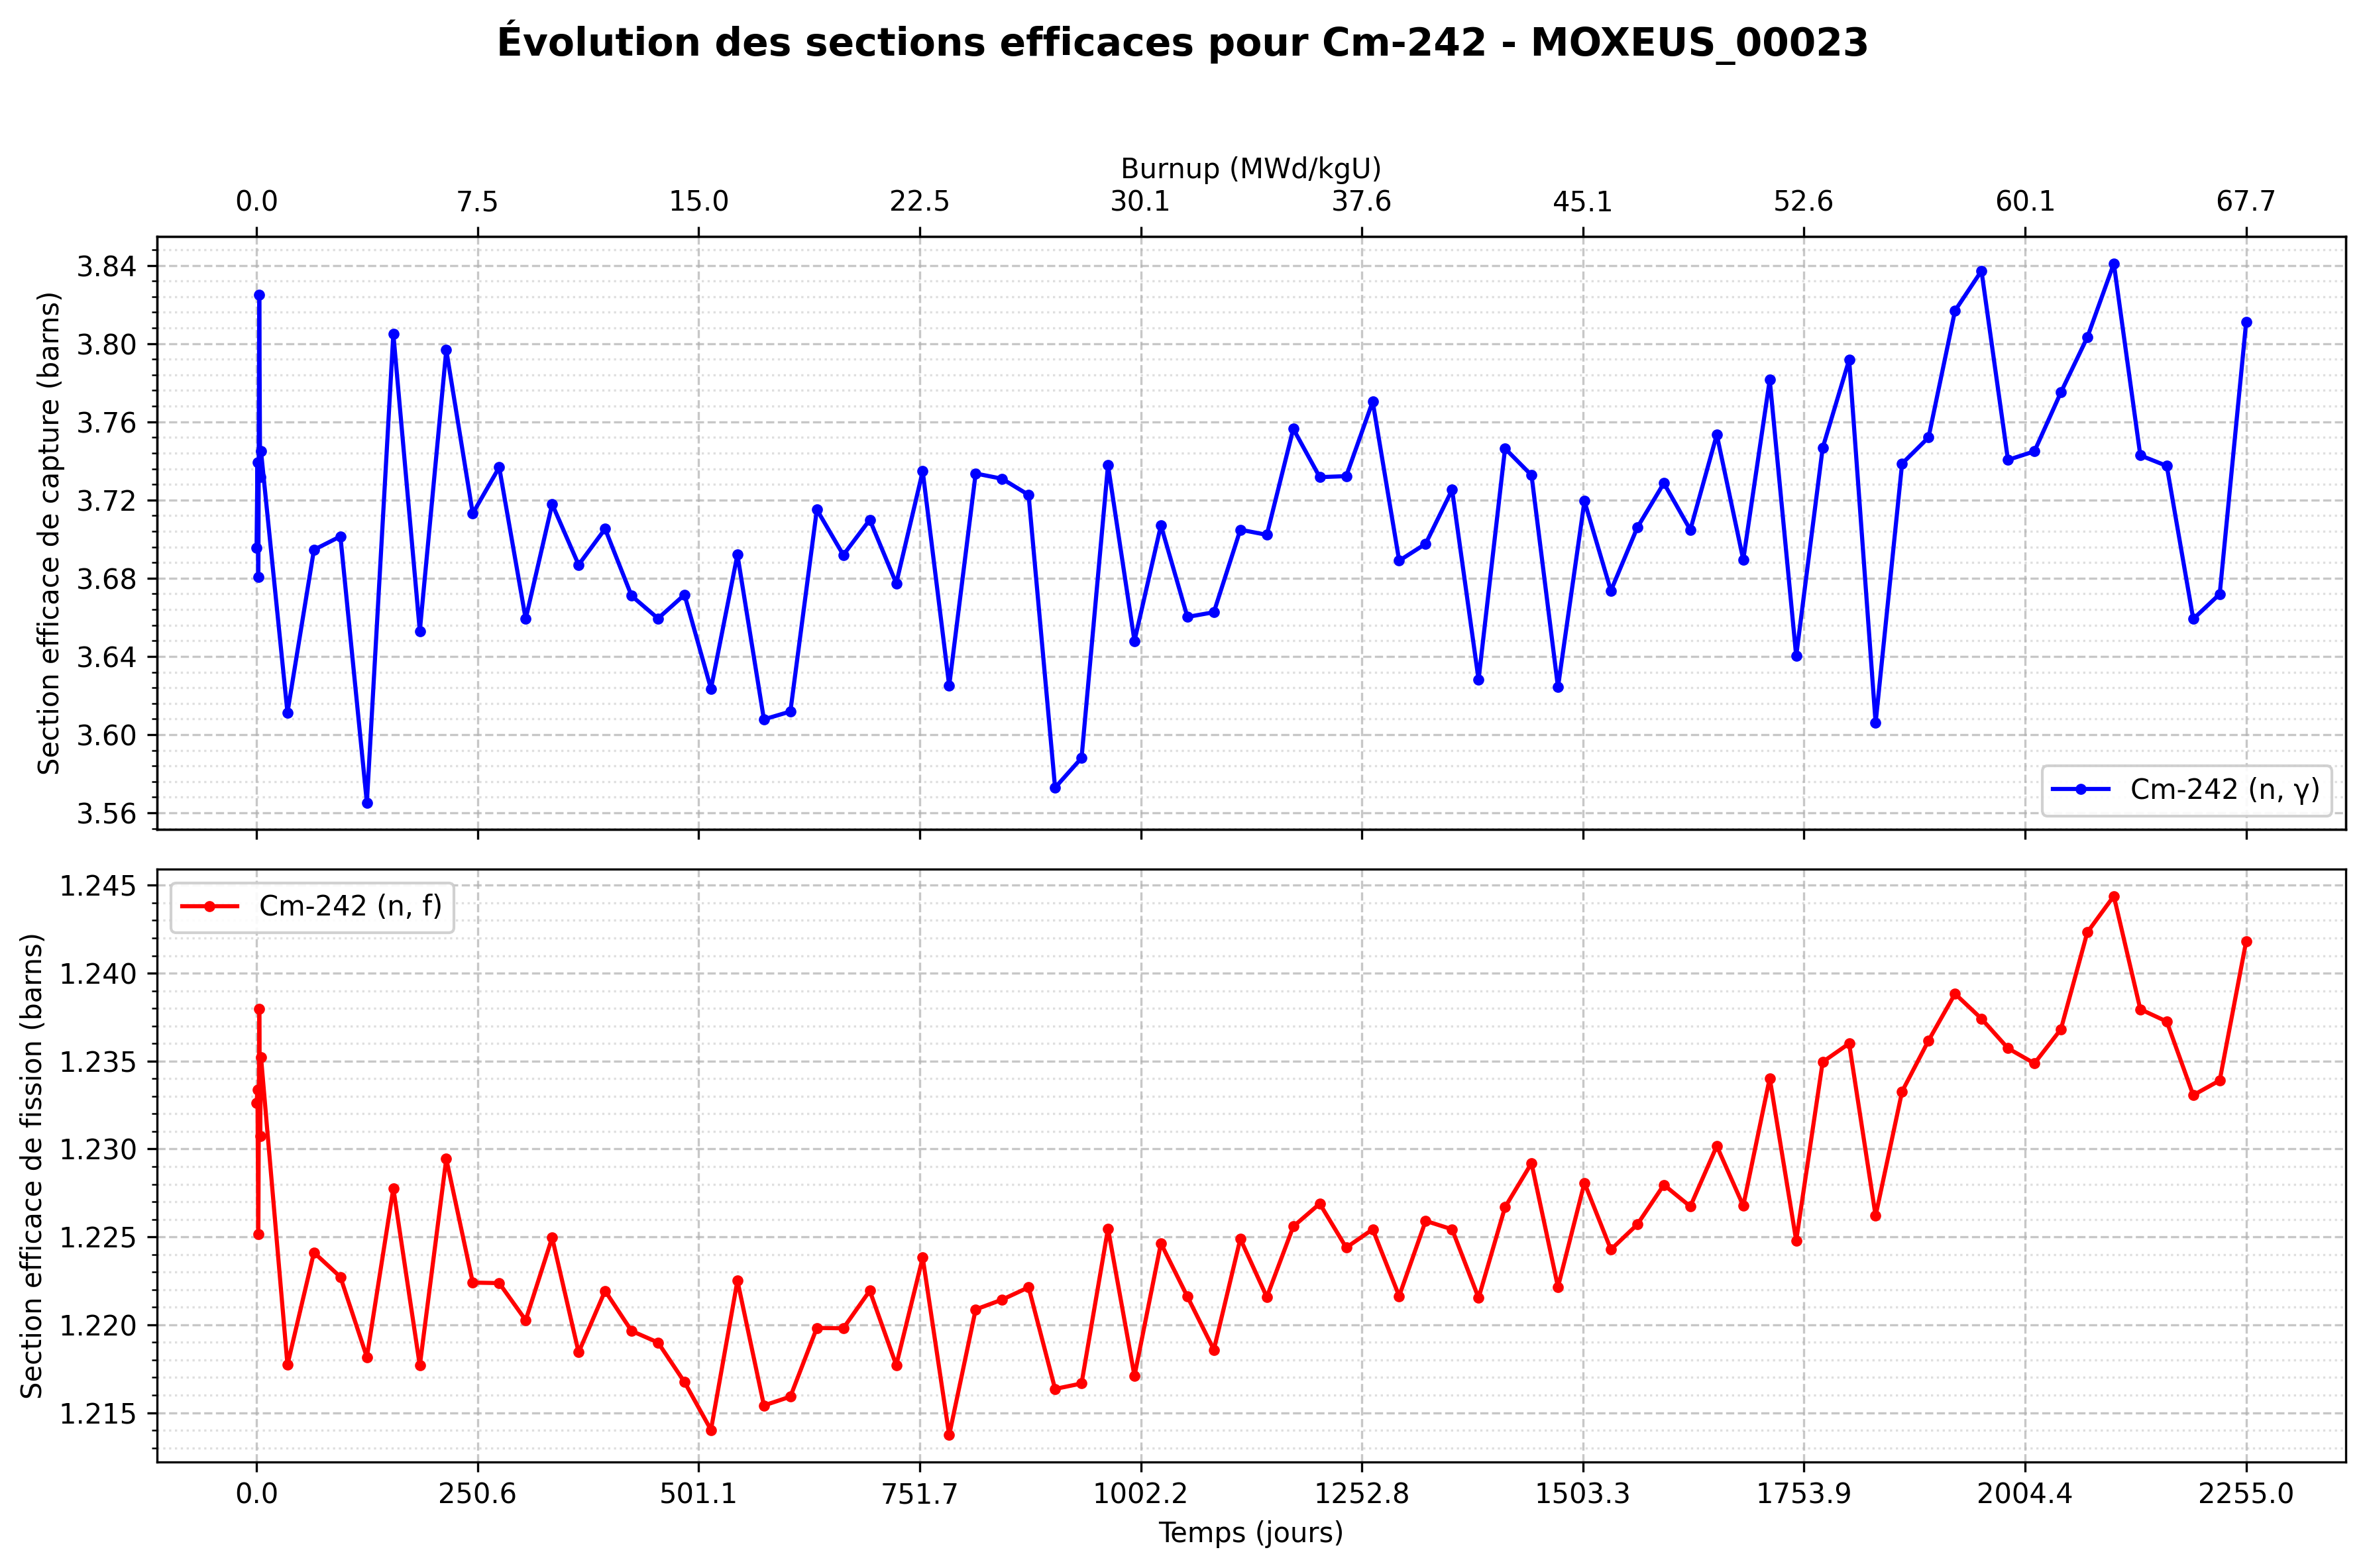 Évolution des sections efficaces pour Cm-242 - MOXEUS_00023
Burnup (MWd/kgU)
0.0 7.5 15.0 22.5 30.1 37.6 45.1 52.6 60.1 67.7
Section efficace de capture (barns)
3.84
3.80
3.76
3.72
3.68
3.64
3.60
3.56
Cm-242 (n, γ)
Section efficace de fission (barns)
1.245
1.240
1.235
1.230
1.225
1.220
1.215
Cm-242 (n, f)
0.0 250.6 501.1 751.7 1002.2 1252.8 1503.3 1753.9 2004.4 2255.0
Temps (jours)